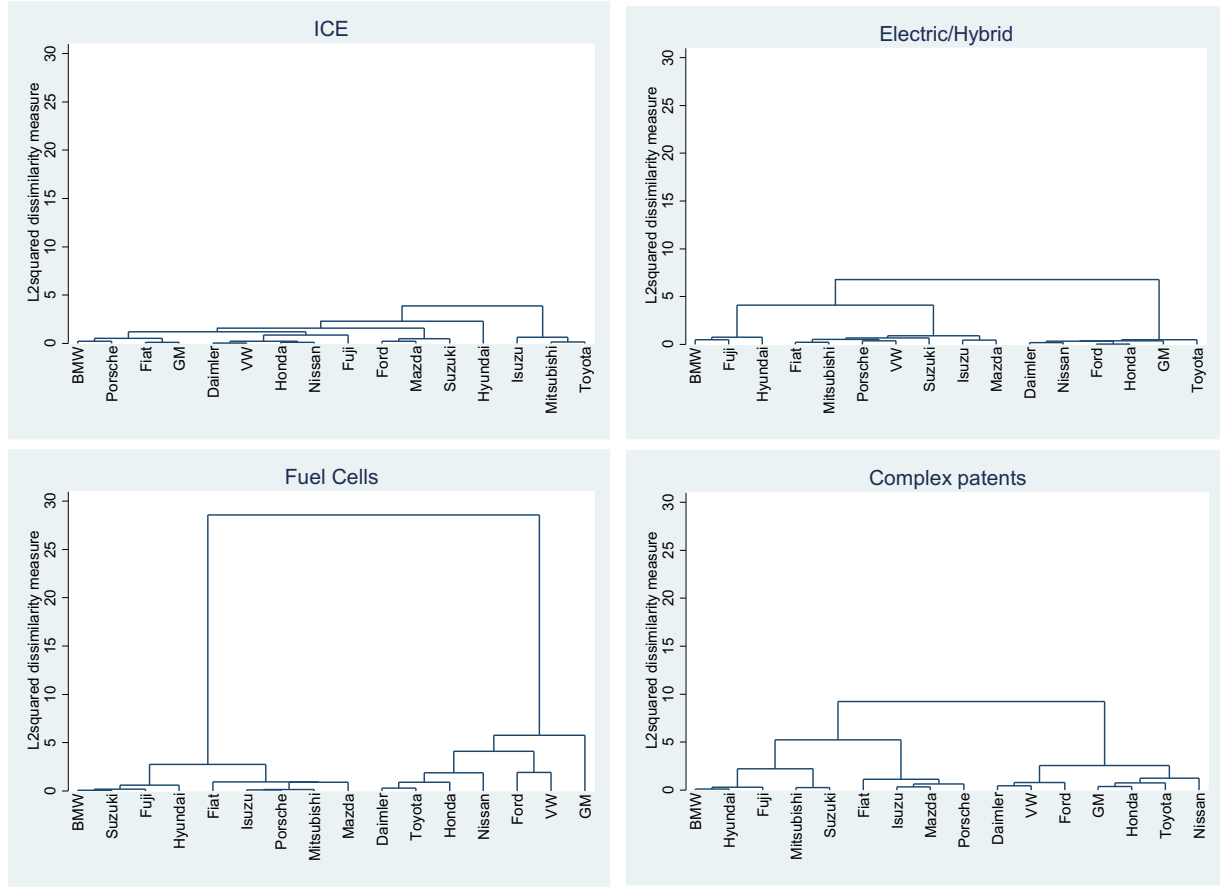 ICE
L2squared dissimilarity measure
30
25
20
15
10
5
0
BMW
Porsche
Fiat
GM
Daimler
VW
Honda
Nissan
Fuji
Ford
Mazda
Suzuki
Hyundai
Isuzu
Mitsubishi
Toyota
Electric/Hybrid
L2squared dissimilarity measure
30
25
20
15
10
5
0
BMW
Fuji
Hyundai
Fiat
Mitsubishi
Porsche
VW
Suzuki
Isuzu
Mazda
Daimler
Nissan
Ford
Honda
GM
Toyota
Fuel Cells
L2squared dissimilarity measure
30
25
20
15
10
5
0
BMW
Suzuki
Fuji
Hyundai
Fiat
Isuzu
Porsche
Mitsubishi
Mazda
Daimler
Toyota
Honda
Nissan
Ford
VW
GM
Complex patents
L2squared dissimilarity measure
30
25
20
15
10
5
0
BMW
Hyundai
Fuji
Mitsubishi
Suzuki
Fiat
Isuzu
Mazda
Porsche
Daimler
VW
Ford
GM
Honda
Toyota
Nissan